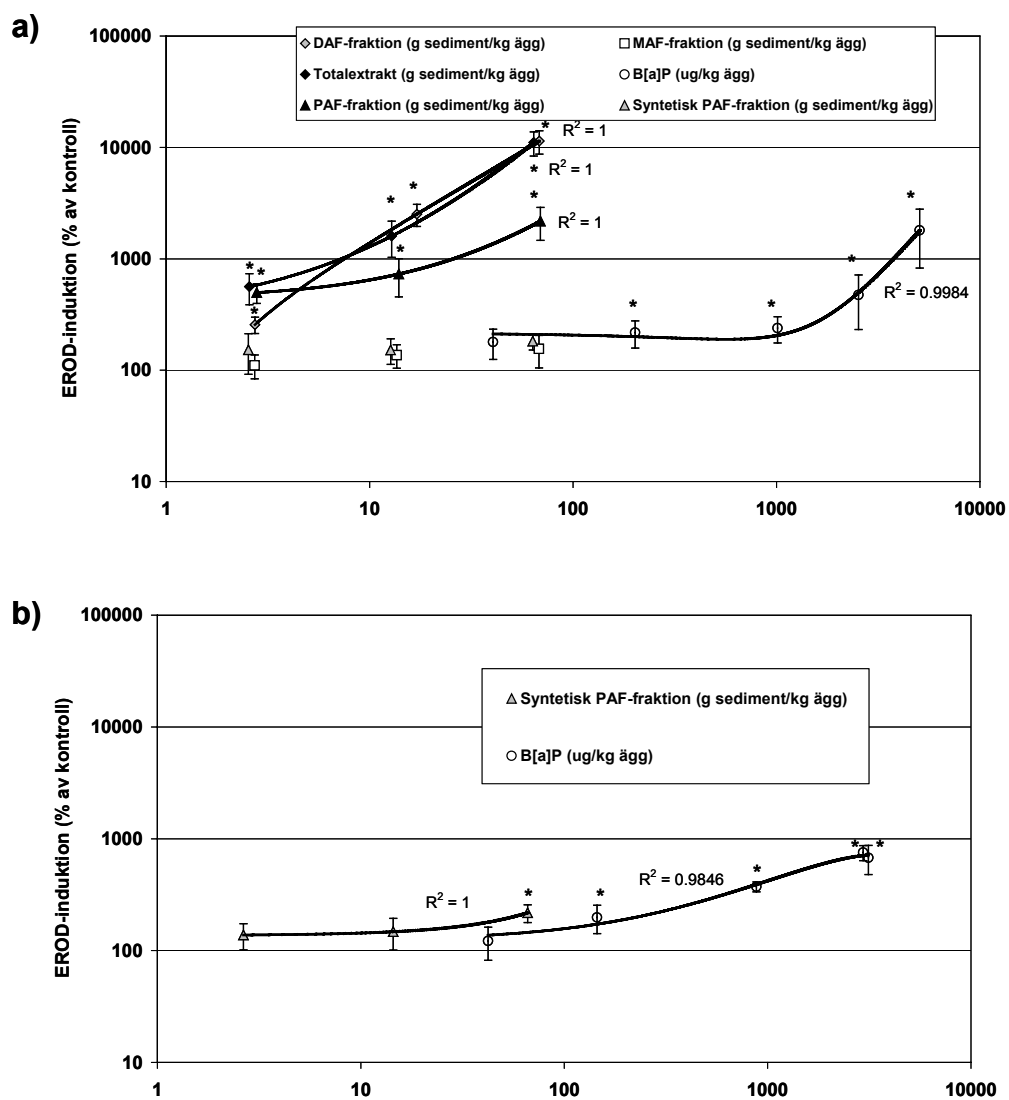 a)
100000
10000
1000
100
10
EROD-induktion (% av kontroll)
DAF-fraktion (g sediment/kg ägg)
MAF-fraktion (g sediment/kg ägg)
Totalextrakt (g sediment/kg ägg)
B[a]P (ug/kg ägg)
PAF-fraktion (g sediment/kg ägg)
Syntetisk PAF-fraktion (g sediment/kg ägg)
* R² = 1
* R² = 1
* R² = 1
* * *
* * *
* * * *
R² = 0.9984
1 10 100 1000 10000
b)
100000
10000
1000
100
10
EROD-induktion (% av kontroll)
Syntetisk PAF-fraktion (g sediment/kg ägg)
B[a]P (ug/kg ägg)
* *
R² = 1 * * R² = 0.9846 *
1 10 100 1000 10000